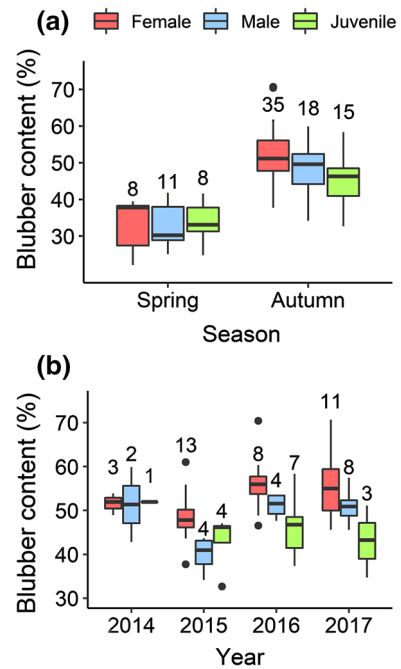 (a) Female Male Juvenile
Blubber content (%)
70
60
50
40
30
8 11 8 35 18 15
Spring Autumn
Season
(b)
Blubber content (%)
70
60
50
40
30
3 2 1 13 4 4 8 4 7 11 8 3
2014 2015 2016 2017
Year